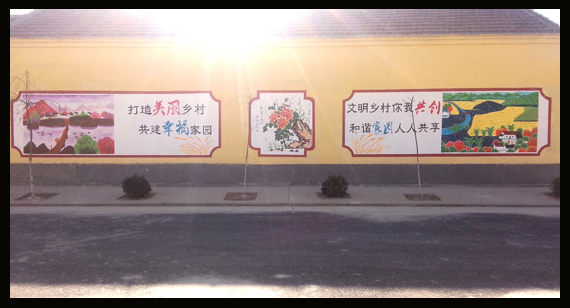 打造美丽乡村
共建幸福家园
文明乡村你我共创
和谐家园人人共享